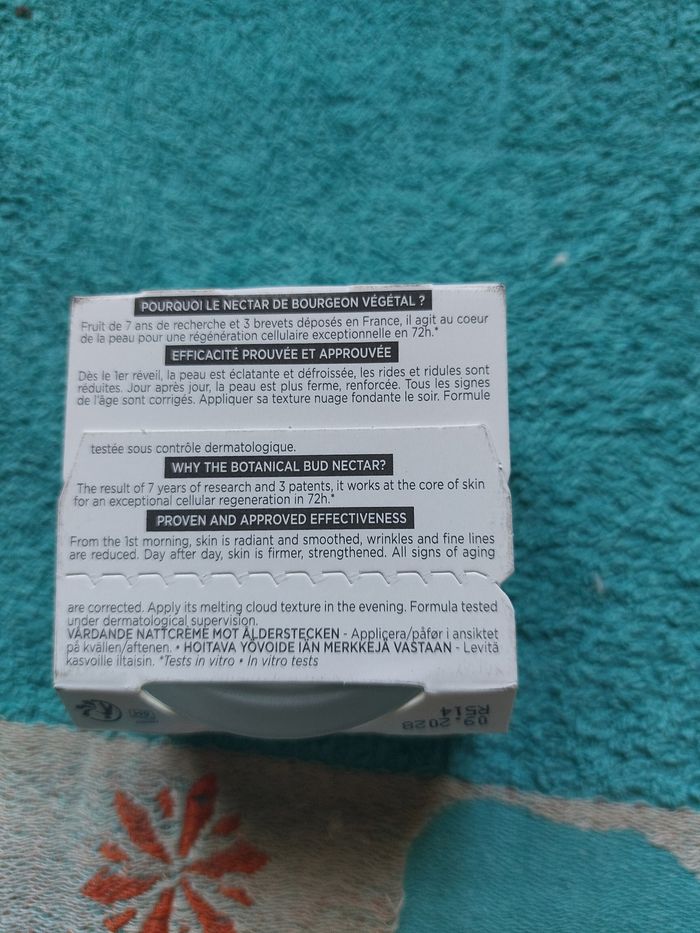 POURQUOI LE NECTAR DE BOURGEON VÉGÉTAL ?
Fruit de 7 ans de recherche et 3 brevets déposés en France, il agit au coeur
de la peau pour une régénération cellulaire exceptionnelle en 72h.*
EFFICACITÉ PROUVÉE ET APPROUVÉE
Dès le 1er réveil, la peau est éclatante et défroissée, les rides et ridules sont
réduites. Jour après jour, la peau est plus ferme, renforcée. Tous les signes
de l'âge sont corrigés. Appliquer sa texture nuage fondante le soir. Formule
testée sous contrôle dermatologique.
WHY THE BOTANICAL BUD NECTAR?
The result of 7 years of research and 3 patents, it works at the core of skin
for an exceptional cellular regeneration in 72h.*
PROVEN AND APPROVED EFFECTIVENESS
From the 1st morning, skin is radiant and smoothed, wrinkles and fine lines
are reduced. Day after day, skin is firmer, strengthened. All signs of aging
are corrected. Apply its melting cloud texture in the evening. Formula tested
under dermatological supervision.
VÅRDANDE NATTCRÈME MOT ÅLDERSTECKEN - Applicera/påfør i ansiktet
på kvällen/aftenen. • HOITAVA YÖVOIDE IÄN MERKKEJÄ VASTAAN - Levitä
kasvoille iltaisin. *Tests in vitro • In vitro tests
09.2028
R514